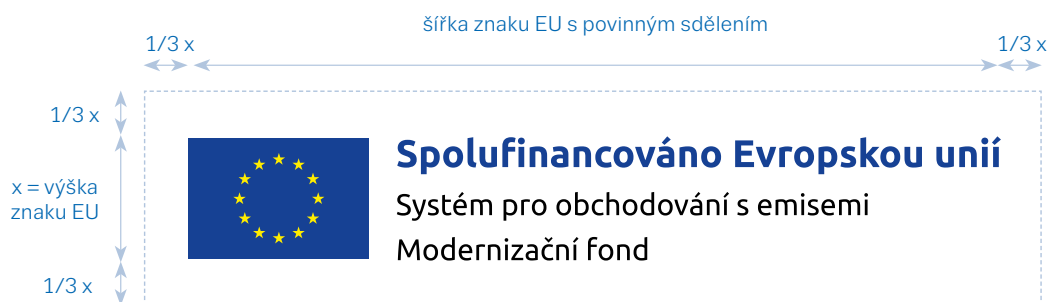 šířka znaku EU s povinným sdělením
1/3 x
1/3 x
1/3 x
x = výška
znaku EU
1/3 x
Spolufinancováno Evropskou unií
Systém pro obchodování s emisemi
Modernizační fond